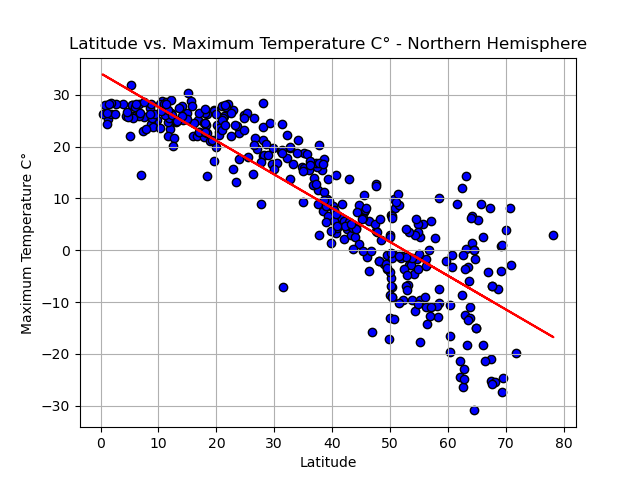 Latitude vs. Maximum Temperature C° - Northern Hemisphere
30
20
10
0
−10
−20
−30
Maximum Temperature C°
0 10 20 30 40 50 60 70 80
Latitude